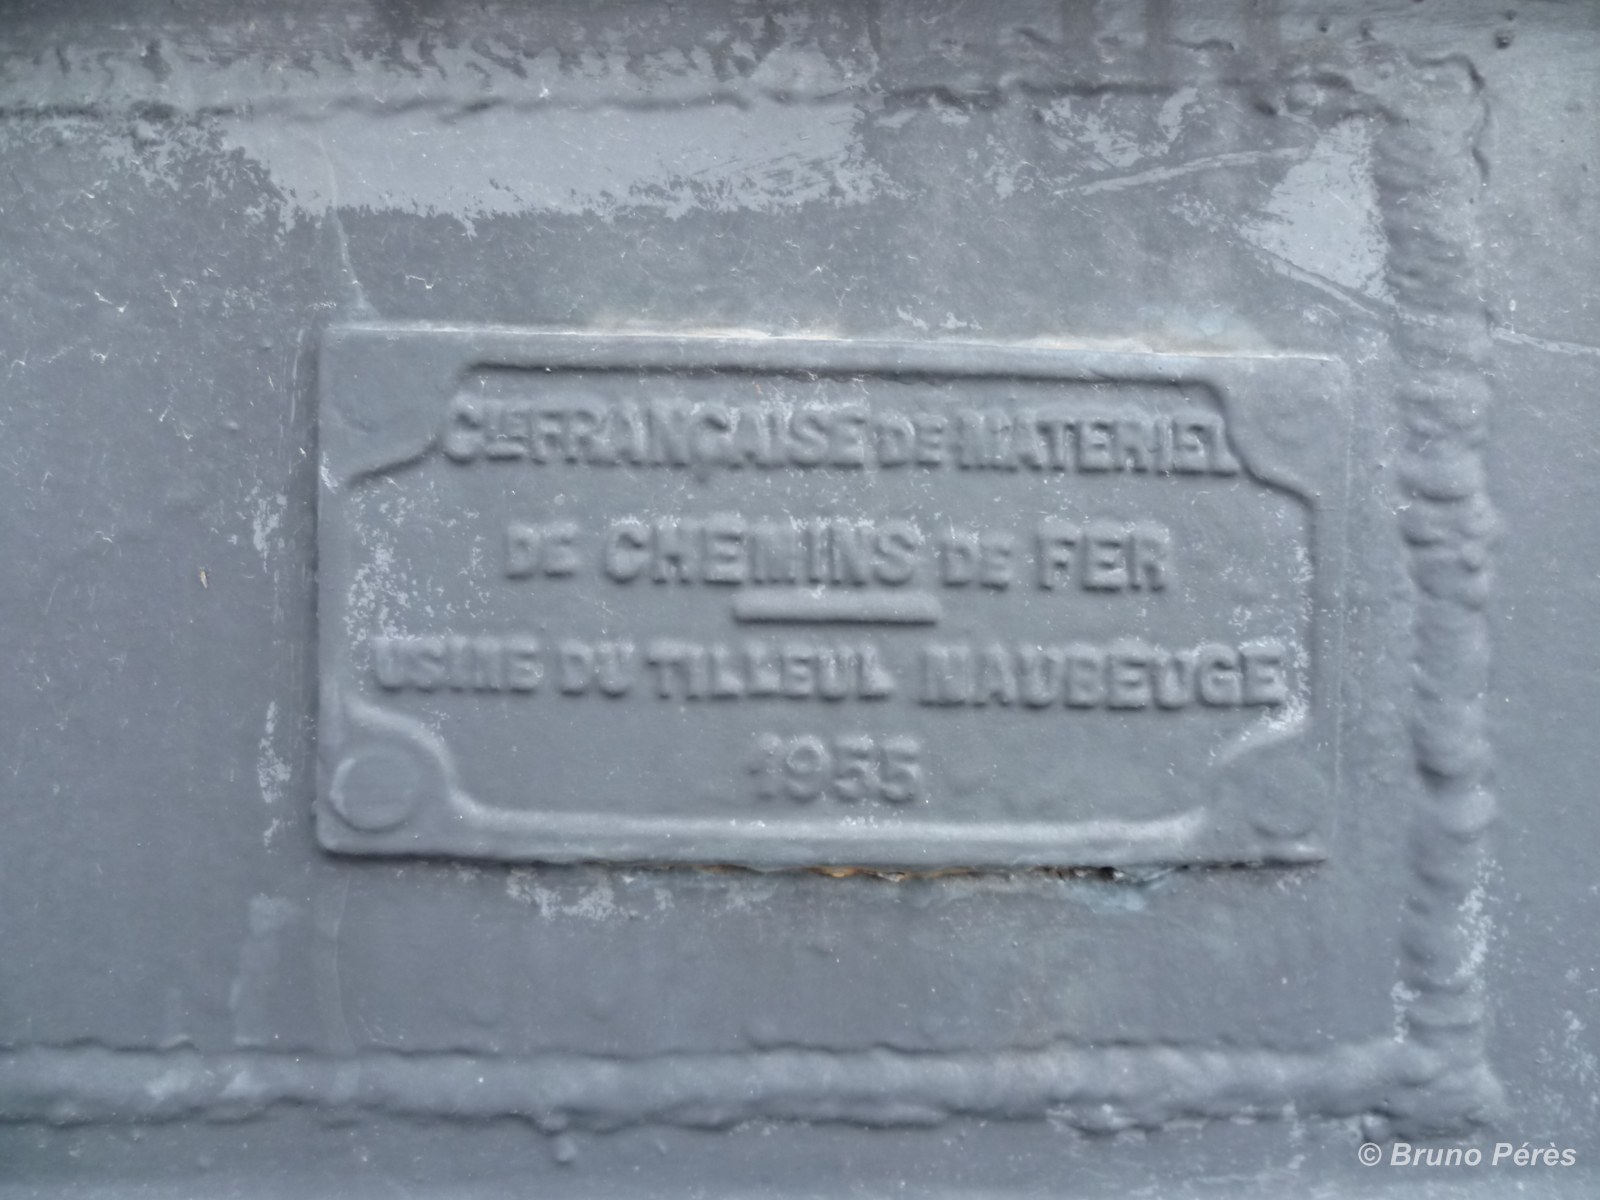 CIE FRANÇAISE DE MATERIEL
DE CHEMINS DE FER
USINE DU TILLEUL MAUBEUGE
1955
© Bruno Pérès